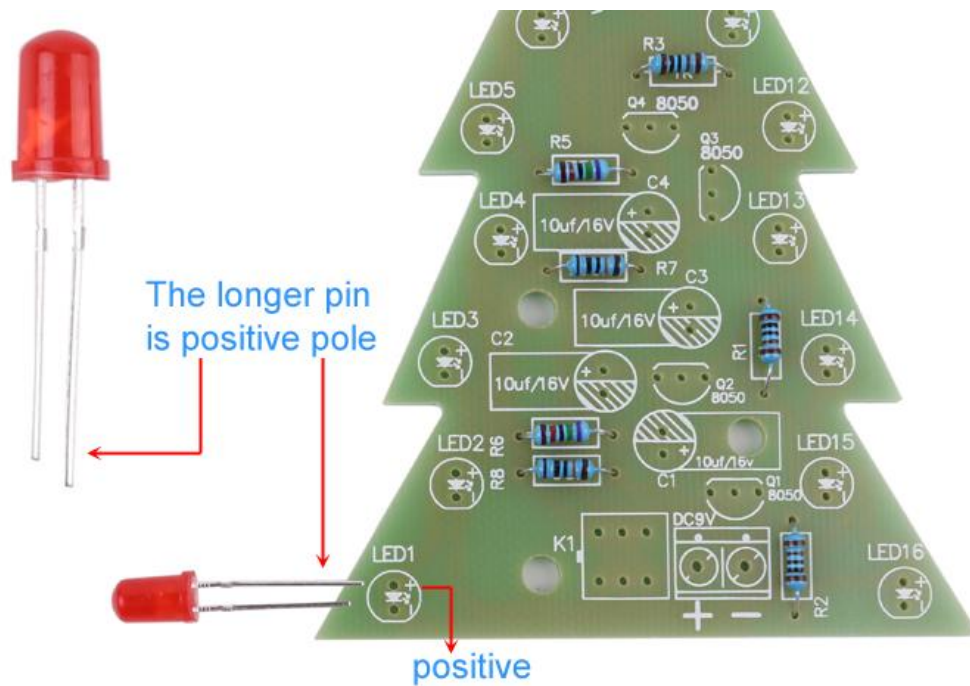 R3
1K
LED5
Q4 8050
LED12
R5
Q3
8050
C4
LED4
LED13
10uf/16V
+
R7
The longer pin
is positive pole
C3
LED3
10uf/16V
+
LED14
R1
C2
10uf/16V
+
Q2
8050
LED2
R6
LED15
R8
10uf/16v
+
C1
Q1
8050
DC9V
K1
LED1
LED16
+ −
R2
positive